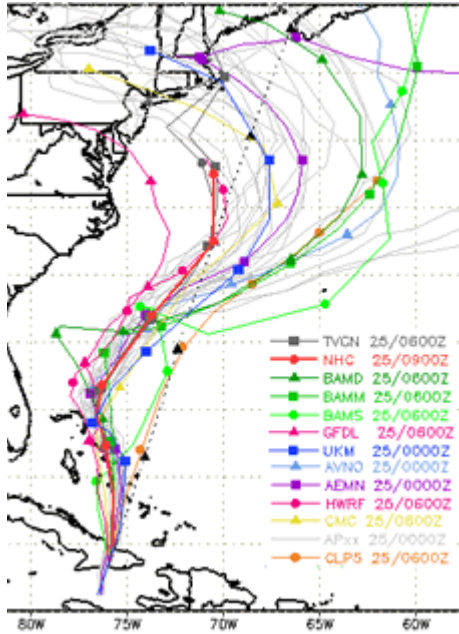 TVCN 25/0600Z
NHC 25/0900Z
BAMD 25/0600Z
BAMM 25/0600Z
BAMS 25/0600Z
GFDL 25/0600Z
UKM 25/0000Z
AVNO 25/0000Z
AEMN 25/0000Z
HWRF 25/0600Z
CMC 25/0000Z
APxx 25/0000Z
CLP5 25/0600Z
80W 75W 70W 65W 60W